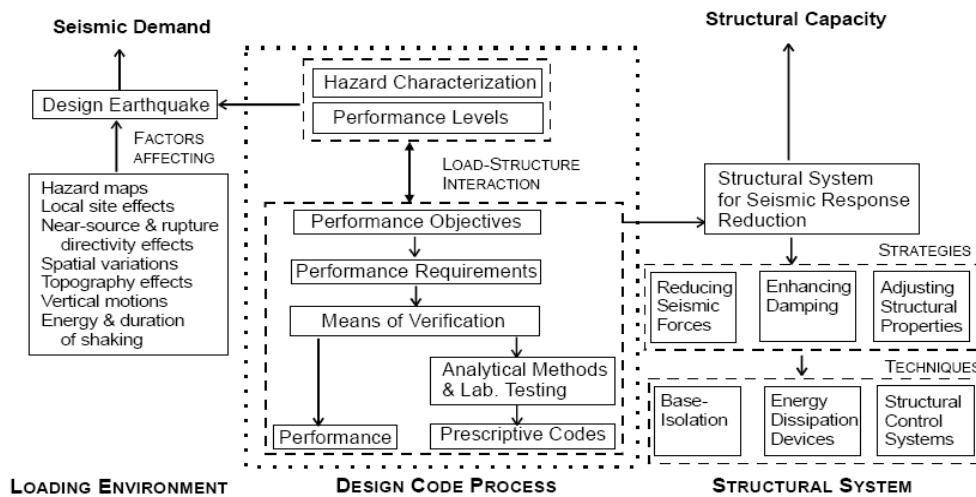 Seismic Demand
Design Earthquake
FACTORS
AFFECTING
Hazard maps
Local site effects
Near-source & rupture
directivity effects
Spatial variations
Topography effects
Vertical motions
Energy & duration
of shaking
LOADING ENVIRONMENT
Hazard Characterization
Performance Levels
LOAD-STRUCTURE
INTERACTION
Performance Objectives
Performance Requirements
Means of Verification
Analytical Methods
& Lab. Testing
Performance
Prescriptive Codes
DESIGN CODE PROCESS
Structural Capacity
Structural System
for Seismic Response
Reduction
STRATEGIES
Reducing
Seismic
Forces
Enhancing
Damping
Adjusting
Structural
Properties
TECHNIQUES
Base-
Isolation
Energy
Dissipation
Devices
Structural
Control
Systems
STRUCTURAL SYSTEM